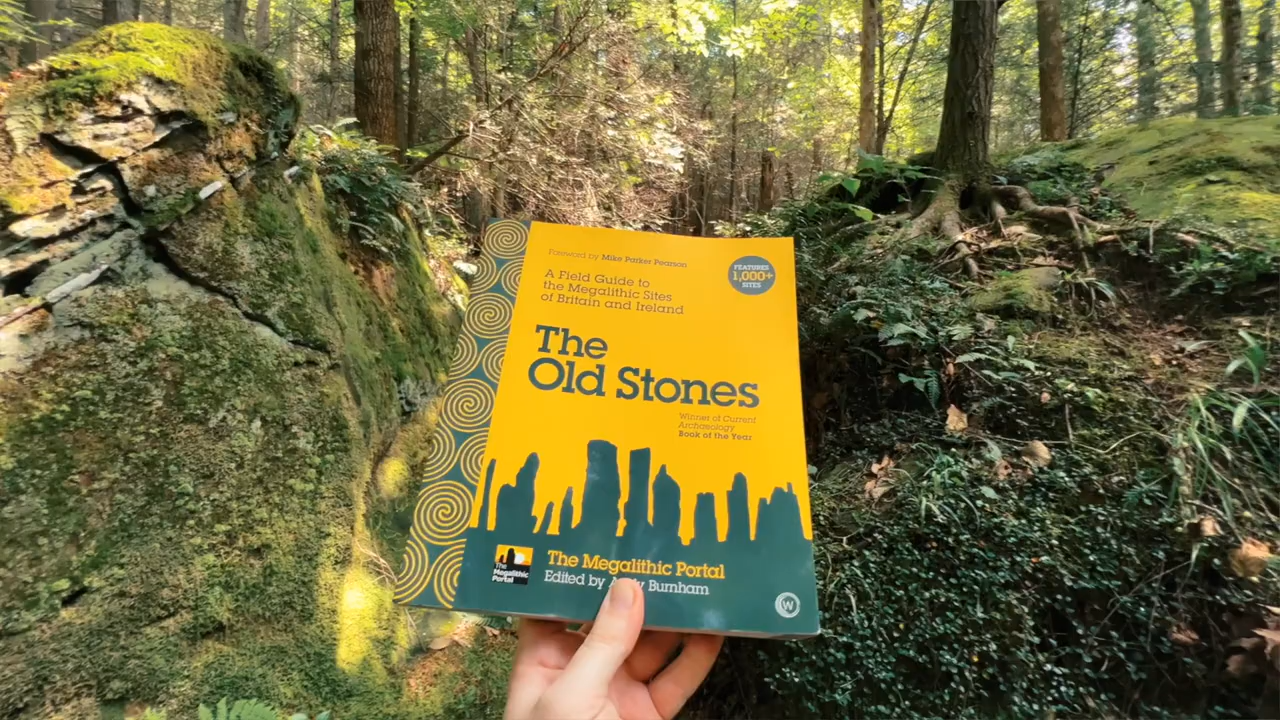 Foreword by Mike Parker Pearson
FEATURES
1,000+
SITES
A Field Guide to
the Megalithic Sites
of Britain and Ireland
The
Old Stones
Winner of Current
Archaeology
Book of the Year
The
Megalithic
Portal
The Megalithic Portal
Edited by Burnham
W